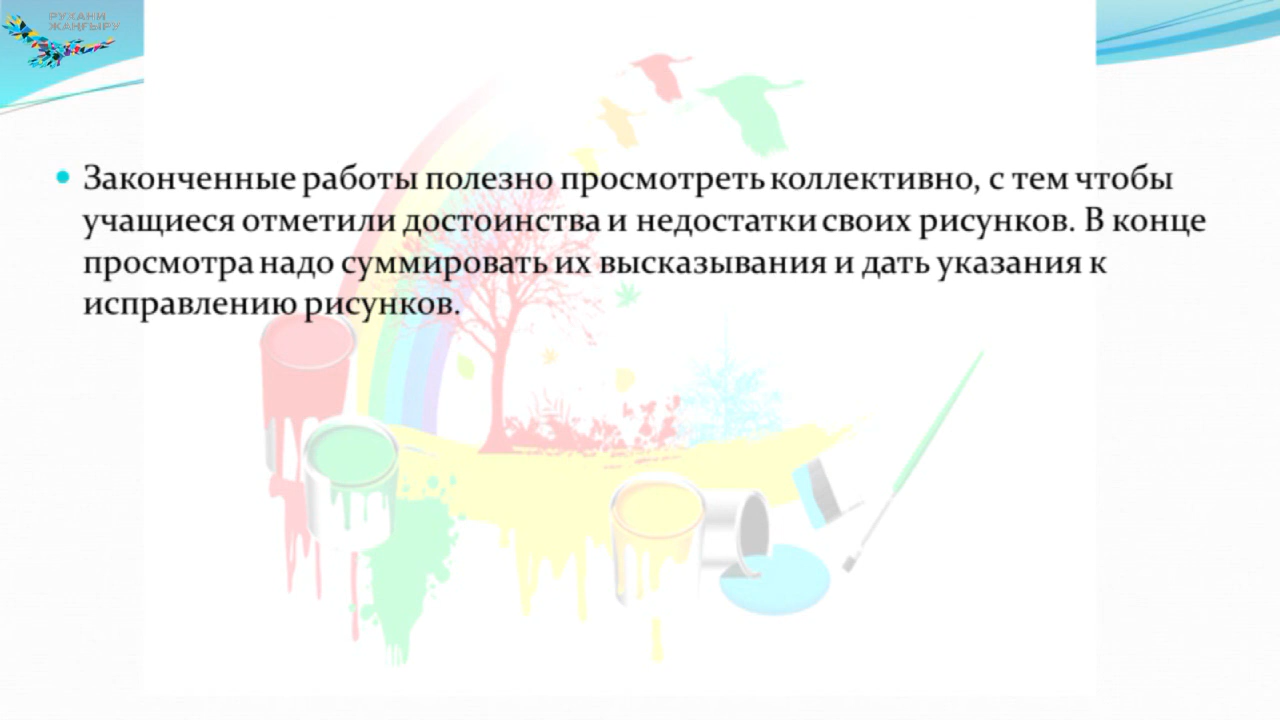 РУХАНИ
ЖАҢҒЫРУ
Законченные работы полезно просмотреть коллективно, с тем чтобы
учащиеся отметили достоинства и недостатки своих рисунков. В конце
просмотра надо суммировать их высказывания и дать указания к
исправлению рисунков.